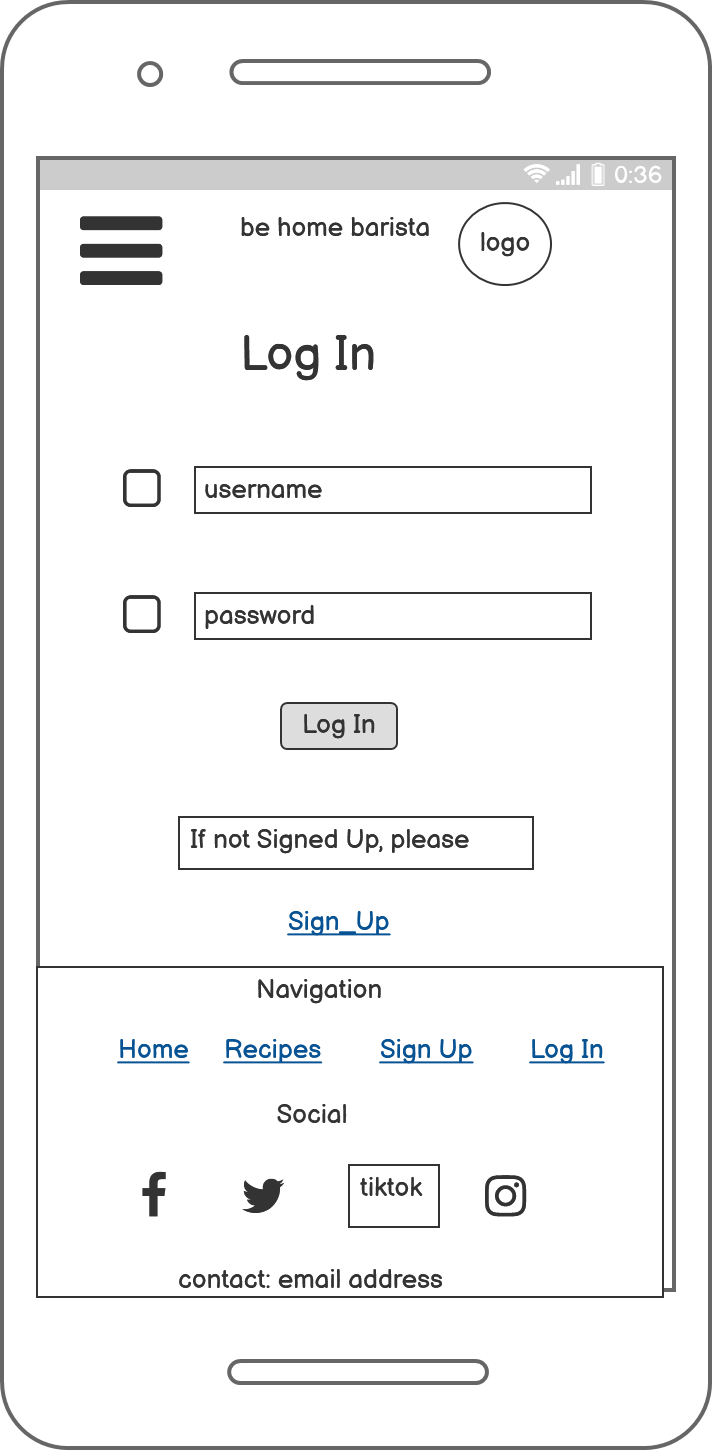 0:36
be home barista
logo
Log In
username
password
Log In
If not Signed Up, please
Sign_Up
Navigation
Home Recipes Sign Up Log In
Social
tiktok
contact: email address